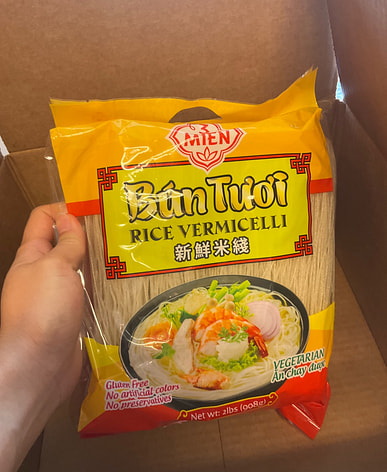 3 MIEN
Bún Tươi
RICE VERMICELLI
新鮮米綫
Gluten Free
No artificial colors
No preservatives
VEGETARIAN
Ăn Chay được
Net wt: 2lbs (908g)